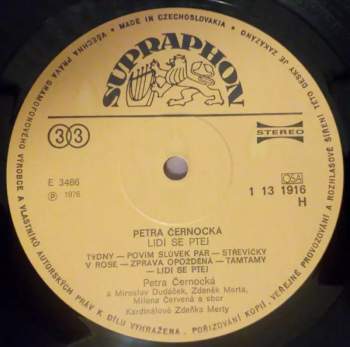 • MADE IN CZECHOSLOVAKIA • VŠECHNA PRÁVA GRAMOFONOVÉHO VÝROBCE A VLASTNÍKŮ AUTORSKÝCH PRÁV K DÍLU VYHRAŽENA. POŘIZOVÁNÍ KOPIÍ, VEŘEJNÉ PROVOZOVÁNÍ A ROZHLASOVÉ ŠÍŘENÍ TÉTO DESKY JE ZAKÁZÁNO.
SUPRAPHON
33
STEREO
E 3486
Ⓟ 1976
OSA
1 13 1916
H
PETRA ČERNOCKÁ
LIDI SE PTEJ
TÝDNY — POVÍM SLUVEK PÁR — STŘEVÍČKY
V ROSE — ZPRÁVA OPOŽDĚNÁ — TAMTAMY
— LIDI SE PTEJ
Petra Černocká
a Miroslav Dudáček, Zdeněk Merta,
Milena Červená a sbor
Kardinálové Zdeňka Merty